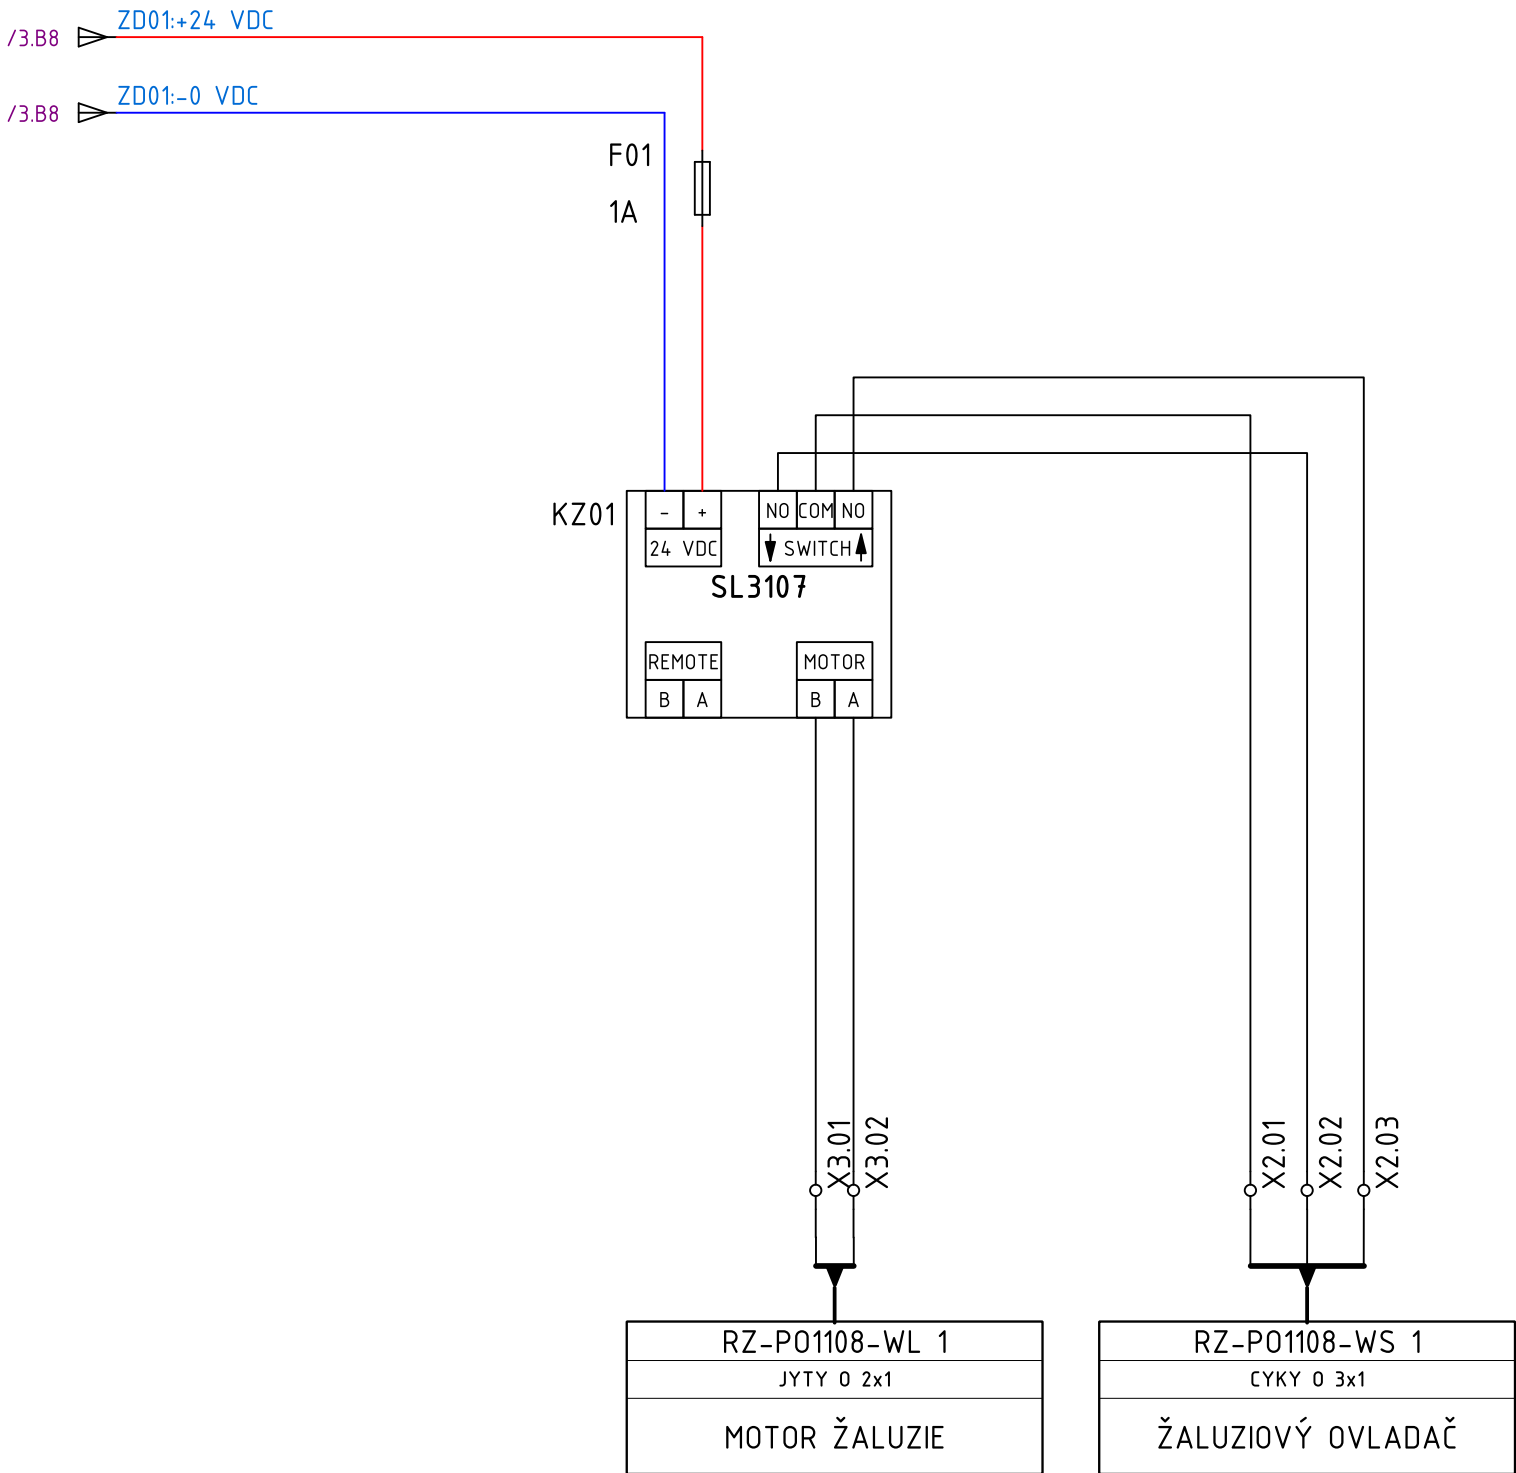 ZD01:+24 VDC
/3.B8
ZD01:-0 VDC
/3.B8
F01
1A
KZ01
- + NO COM NO
24 VDC SWITCH
SL3107
REMOTE MOTOR
B A B A
X3.01 X3.02 X2.01 X2.02 X2.03
RZ-PO1108-WL 1
JYTY O 2x1
MOTOR ŽALUZIE
RZ-PO1108-WS 1
CYKY O 3x1
ŽALUZIOVÝ OVLADAČ